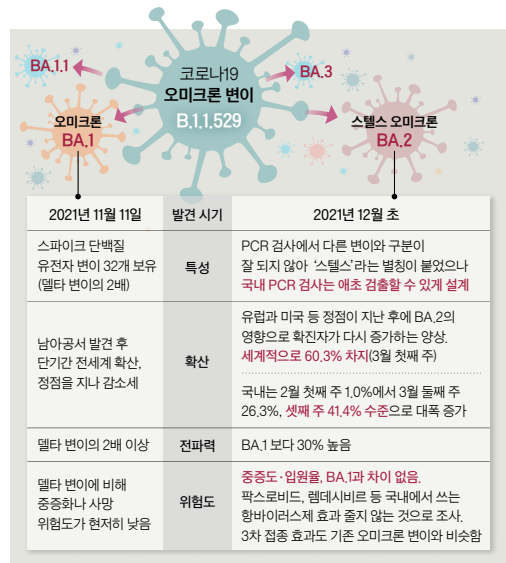 BA.1.1
코로나19
오미크론 변이
B.1.1.529
BA.3
오미크론
BA.1
스텔스 오미크론
BA.2
2021년 11월 11일 발견 시기 2021년 12월 초
스파이크 단백질
유전자 변이 32개 보유
(델타 변이의 2배)
특성
PCR 검사에서 다른 변이와 구분이
잘 되지 않아 ‘스텔스’라는 별칭이 붙었으나
국내 PCR 검사는 애초 검출할 수 있게 설계
남아공서 발견 후
단기간 전세계 확산,
정점을 지나 감소세
확산
유럽과 미국 등 정점이 지난 후에 BA.2의
영향으로 확진자가 다시 증가하는 양상.
세계적으로 60.3% 차지(3월 첫째 주)
국내는 2월 첫째 주 1.0%에서 3월 둘째 주
26.3%, 셋째 주 41.4% 수준으로 대폭 증가
델타 변이의 2배 이상 전파력 BA.1 보다 30% 높음
델타 변이에 비해
중증화나 사망
위험도가 현저히 낮음
위험도
중증도·입원율, BA.1과 차이 없음.
팍스로비드, 렘데시비르 등 국내에서 쓰는
항바이러스제 효과 줄지 않는 것으로 조사.
3차 접종 효과도 기존 오미크론 변이와 비슷함